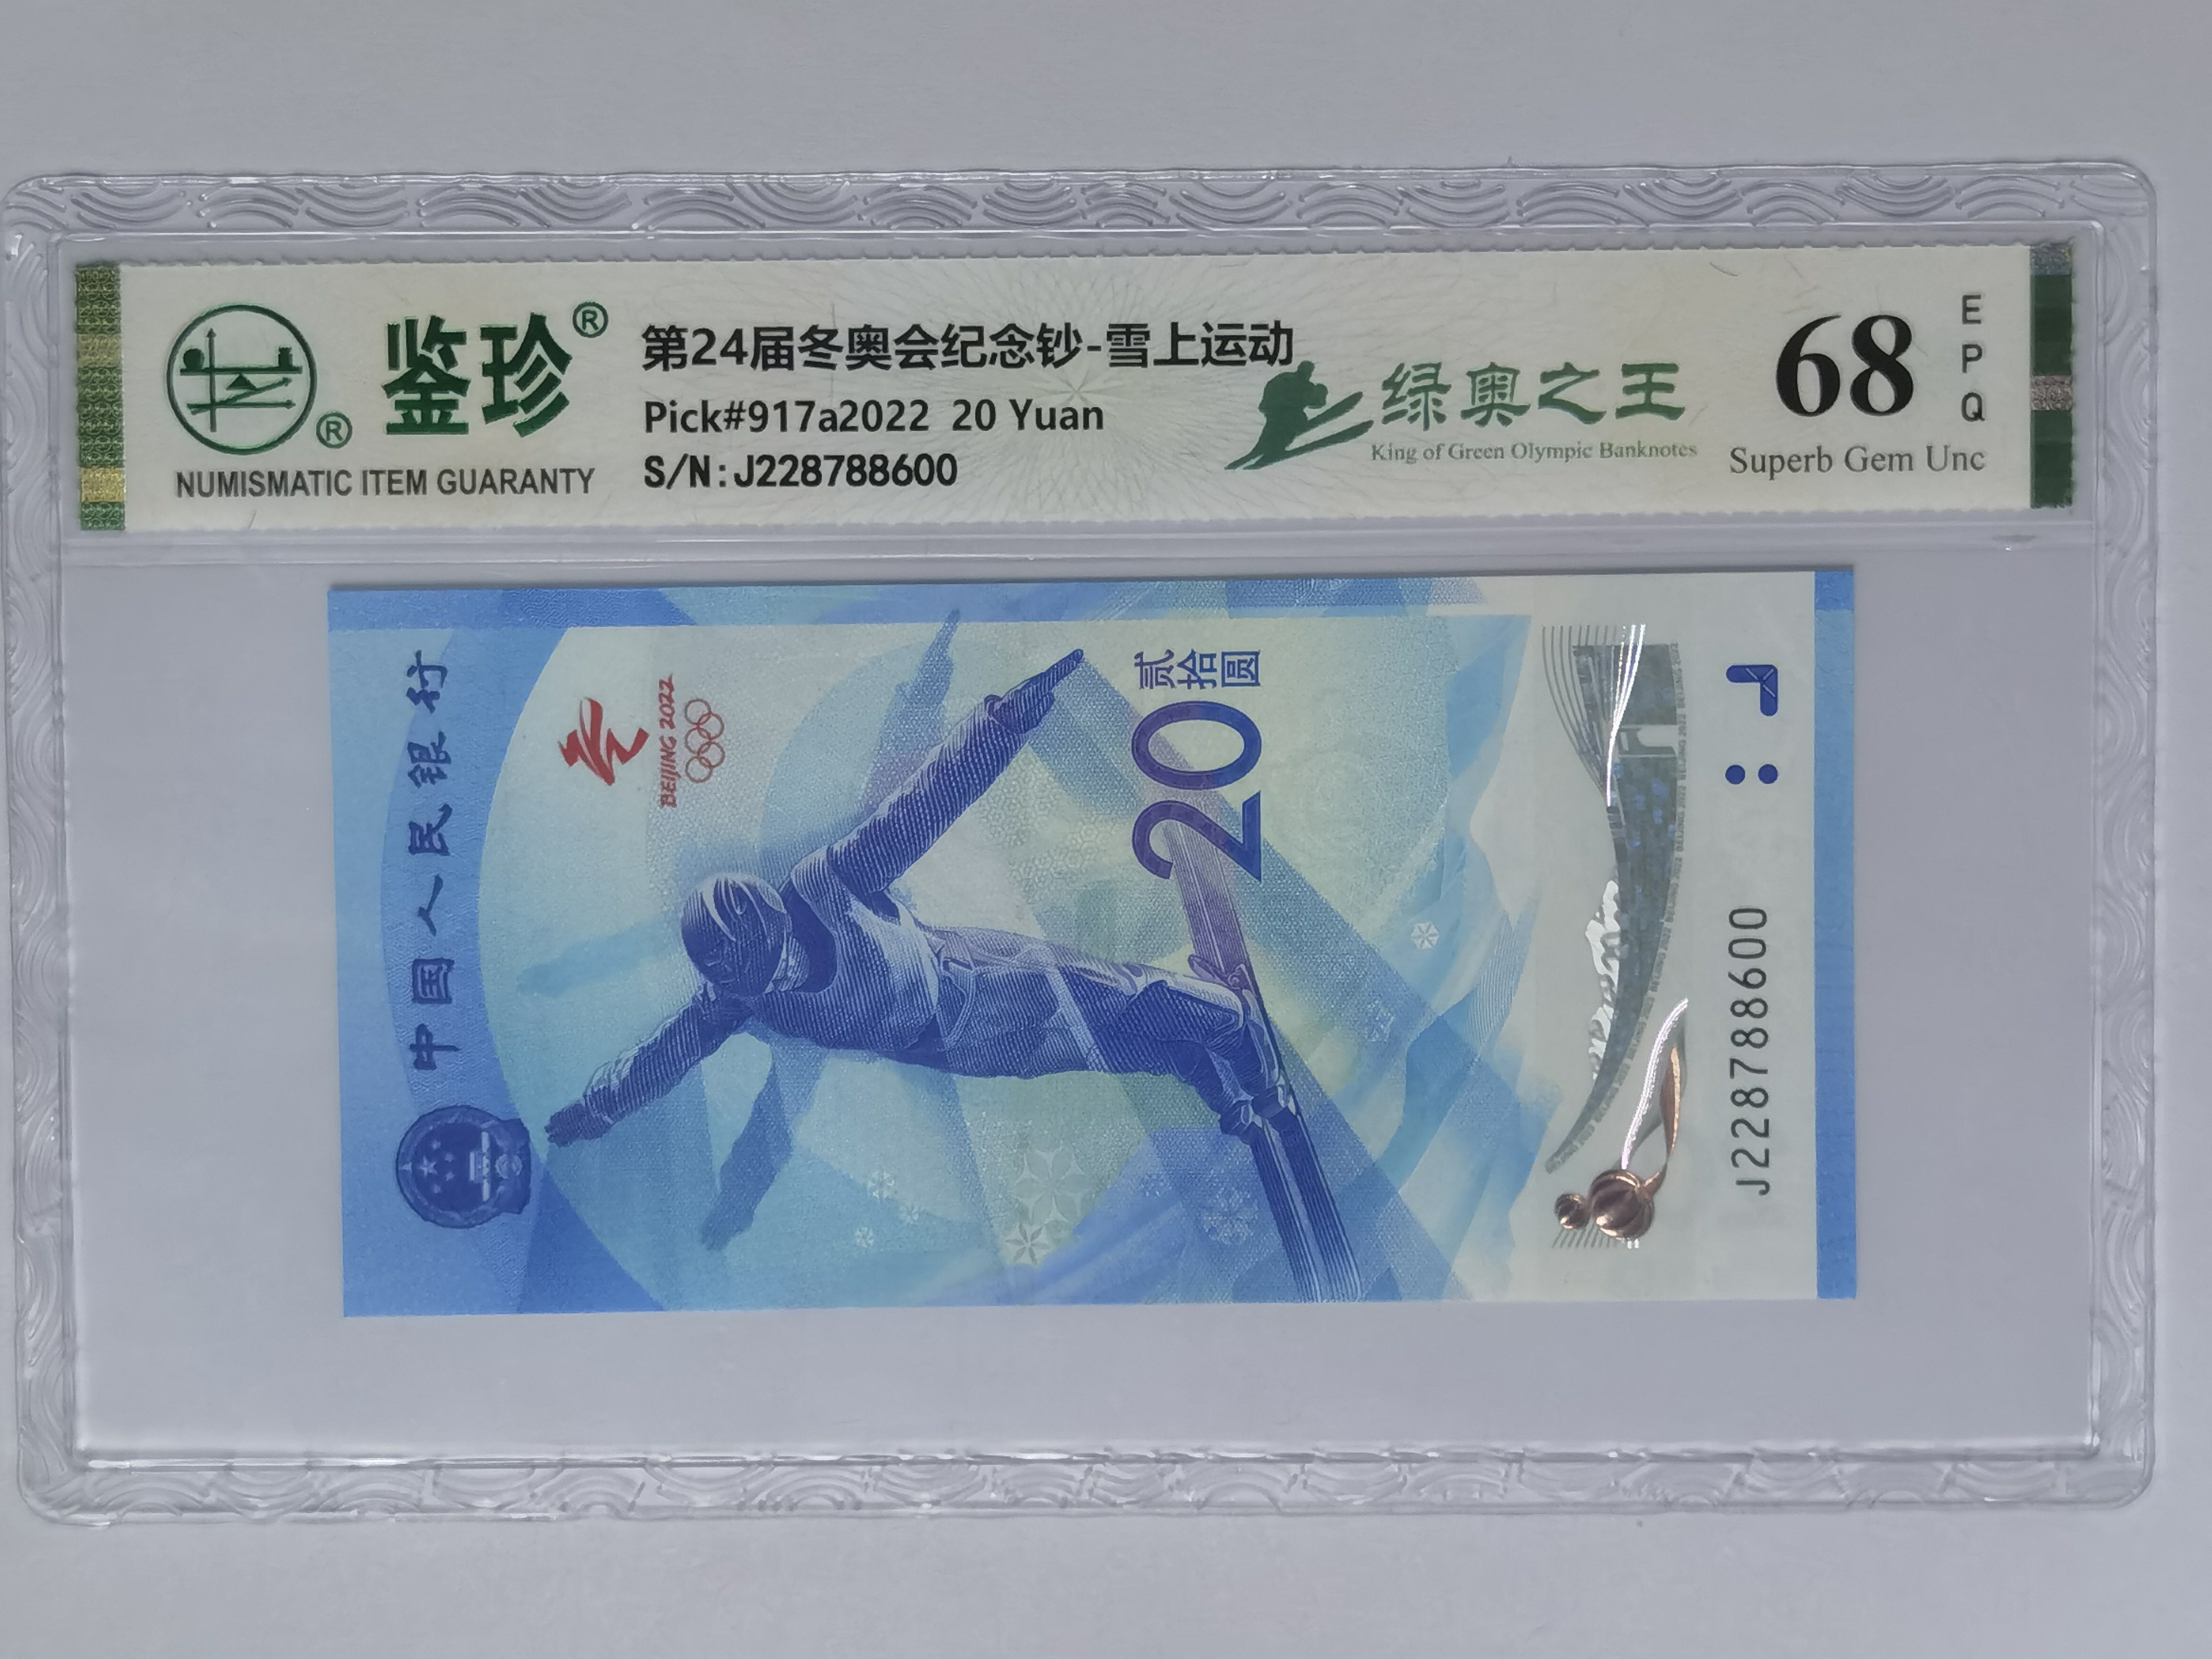 鉴珍®
®
NUMISMATIC ITEM GUARANTY
第24届冬奥会纪念钞-雪上运动
Pick#917a2022 20 Yuan
S/N:J228788600
绿奥之王
King of Green Olympic Banknotes
68
EPQ
Superb Gem Unc
中国人民银行
BEIJING 2022
20
贰拾圆
J228788600